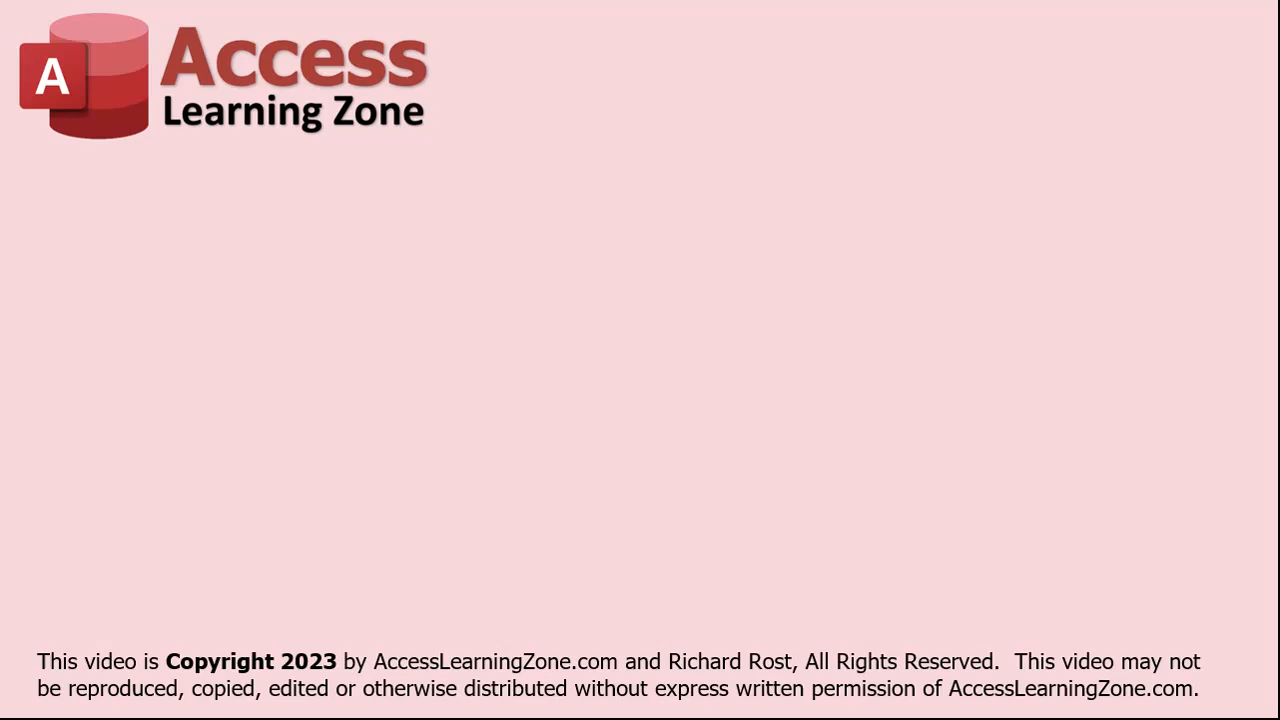 A
Access
Learning Zone
This video is Copyright 2023 by AccessLearningZone.com and Richard Rost, All Rights Reserved.  This video may not
be reproduced, copied, edited or otherwise distributed without express written permission of AccessLearningZone.com.